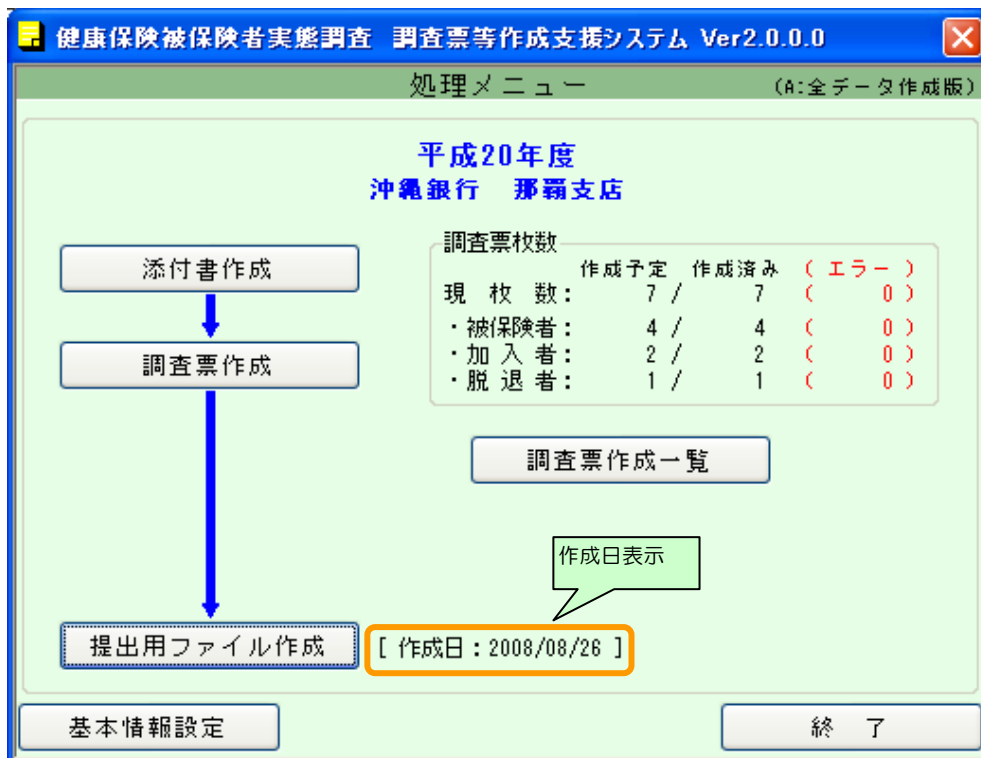 健康保険被保険者実態調査 調査票等作成支援システム Ver2.0.0.0
処理メニュー (A:全データ作成版)
平成20年度
沖縄銀行 那覇支店
添付書作成
調査票作成
調査票枚数
作成予定 作成済み ( エラー )
現 枚 数: 7 / 7 ( 0 )
・被保険者: 4 / 4 ( 0 )
・加 入 者: 2 / 2 ( 0 )
・脱 退 者: 1 / 1 ( 0 )
調査票作成一覧
作成日表示
提出用ファイル作成 [ 作成日:2008/08/26 ]
基本情報設定 終 了